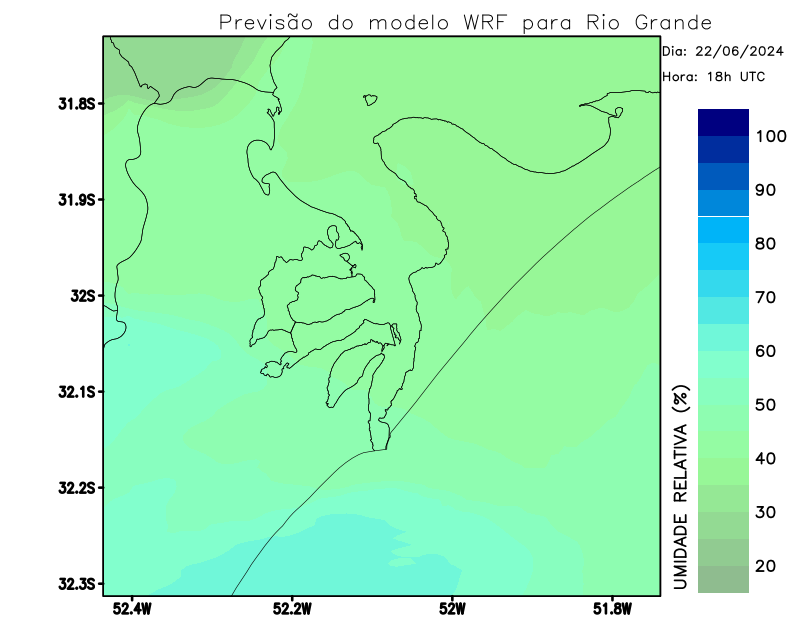 Previsão do modelo WRF para Rio Grande
Dia: 22/06/2024
Hora: 18h UTC
31.8S
31.9S
32S
32.1S
32.2S
32.3S
52.4W
52.2W
52W
51.8W
UMIDADE RELATIVA (%)
100
90
80
70
60
50
40
30
20